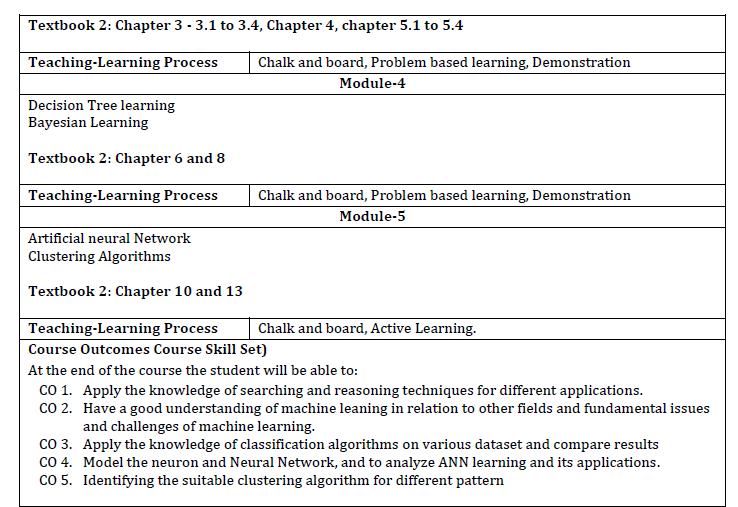 Textbook 2: Chapter 3 - 3.1 to 3.4, Chapter 4, chapter 5.1 to 5.4
Teaching-Learning Process Chalk and board, Problem based learning, Demonstration
Module-4
Decision Tree learning
Bayesian Learning
Textbook 2: Chapter 6 and 8
Teaching-Learning Process Chalk and board, Problem based learning, Demonstration
Module-5
Artificial neural Network
Clustering Algorithms
Textbook 2: Chapter 10 and 13
Teaching-Learning Process Chalk and board, Active Learning.
Course Outcomes Course Skill Set)
At the end of the course the student will be able to:
CO 1. Apply the knowledge of searching and reasoning techniques for different applications.
CO 2. Have a good understanding of machine leaning in relation to other fields and fundamental issues
and challenges of machine learning.
CO 3. Apply the knowledge of classification algorithms on various dataset and compare results
CO 4. Model the neuron and Neural Network, and to analyze ANN learning and its applications.
CO 5. Identifying the suitable clustering algorithm for different pattern